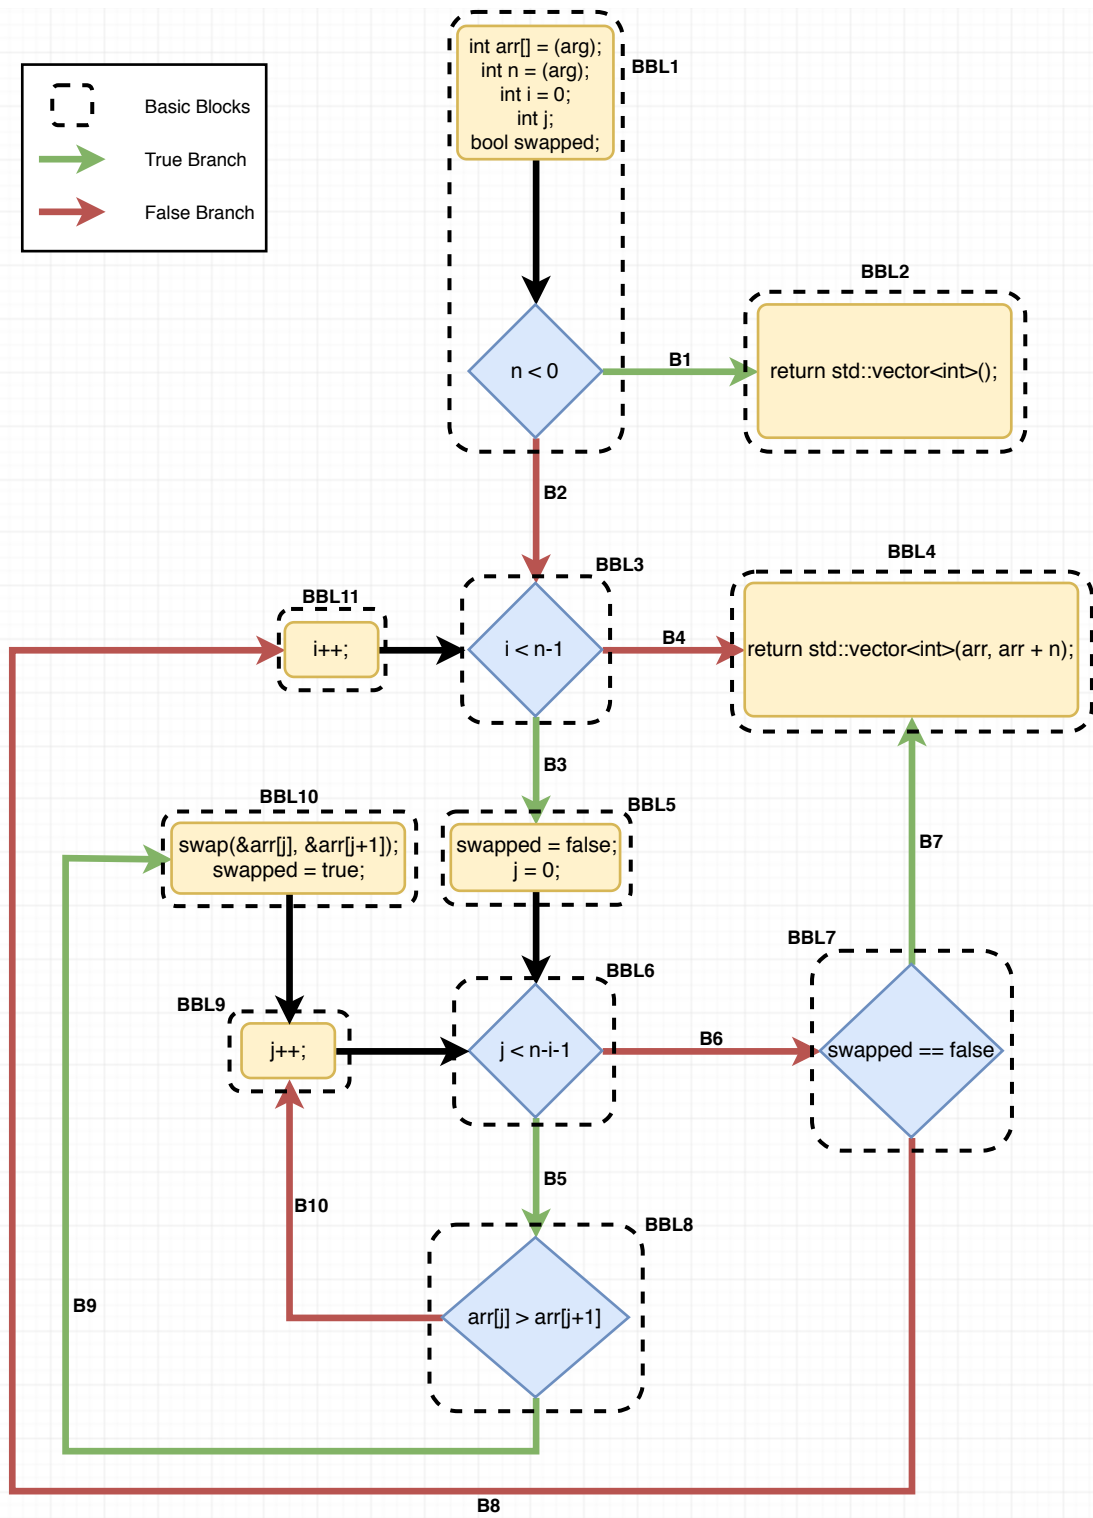 int arr[] = (arg);
int n = (arg);
int i = 0;
int j;
bool swapped;
BBL1
Basic Blocks
True Branch
False Branch
BBL2
n < 0
B1
return std::vector<int>();
B2
BBL3
BBL4
BBL11
i++;
i < n-1
B4
return std::vector<int>(arr, arr + n);
B3
BBL10
BBL5
swap(&arr[j], &arr[j+1]);
swapped = true;
swapped = false;
j = 0;
B7
BBL7
BBL6
BBL9
j++;
j < n-i-1
B6
swapped == false
B5
B10
BBL8
B9
arr[j] > arr[j+1]
B8